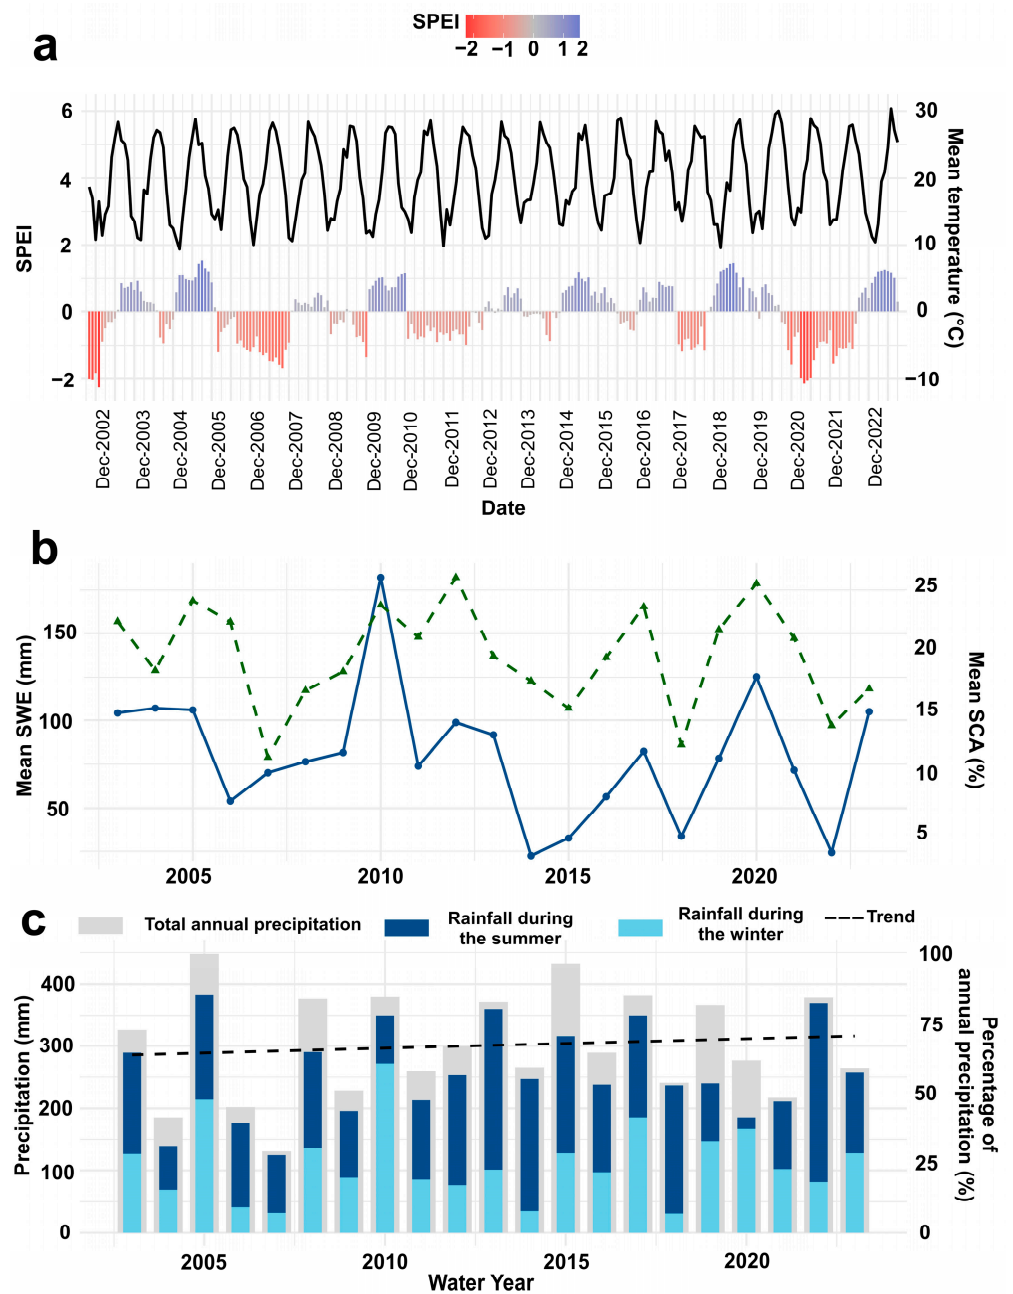 SPEI
−2 −1 0 1 2
a
6
4
2
0
−2
SPEI
30
20
10
0
−10
Mean temperature (°C)
Dec-2002
Dec-2003
Dec-2004
Dec-2005
Dec-2006
Dec-2007
Dec-2008
Dec-2009
Dec-2010
Dec-2011
Dec-2012
Dec-2013
Dec-2014
Dec-2015
Dec-2016
Dec-2017
Dec-2018
Dec-2019
Dec-2020
Dec-2021
Dec-2022
Date
b
150
100
50
Mean SWE (mm)
25
20
15
10
5
Mean SCA (%)
2005 2010 2015 2020
c
Total annual precipitation
Rainfall during
the summer
Rainfall during
the winter
Trend
400
300
200
100
0
Precipitation (mm)
100
75
50
25
0
Percentage of
annual precipitation (%)
2005 2010 2015 2020
Water Year